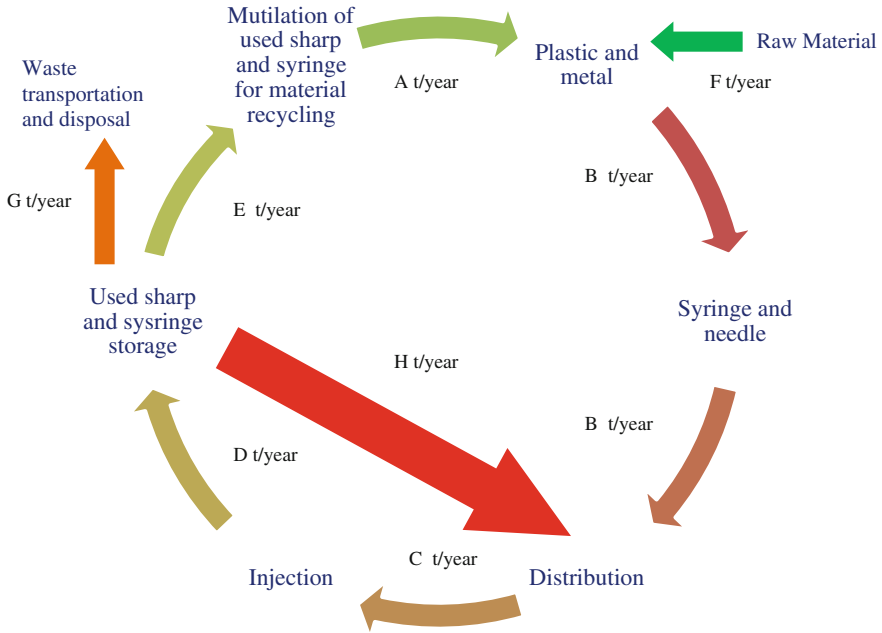 Mutilation of
used sharp
and syringe
for material
recycling
A t/year
Plastic and
metal
Raw Material
F t/year
Waste
transportation
and disposal
G t/year
E t/year
B t/year
Used sharp
and sysringe
storage
Syringe and
needle
H t/year
B t/year
D t/year
C t/year
Injection
Distribution